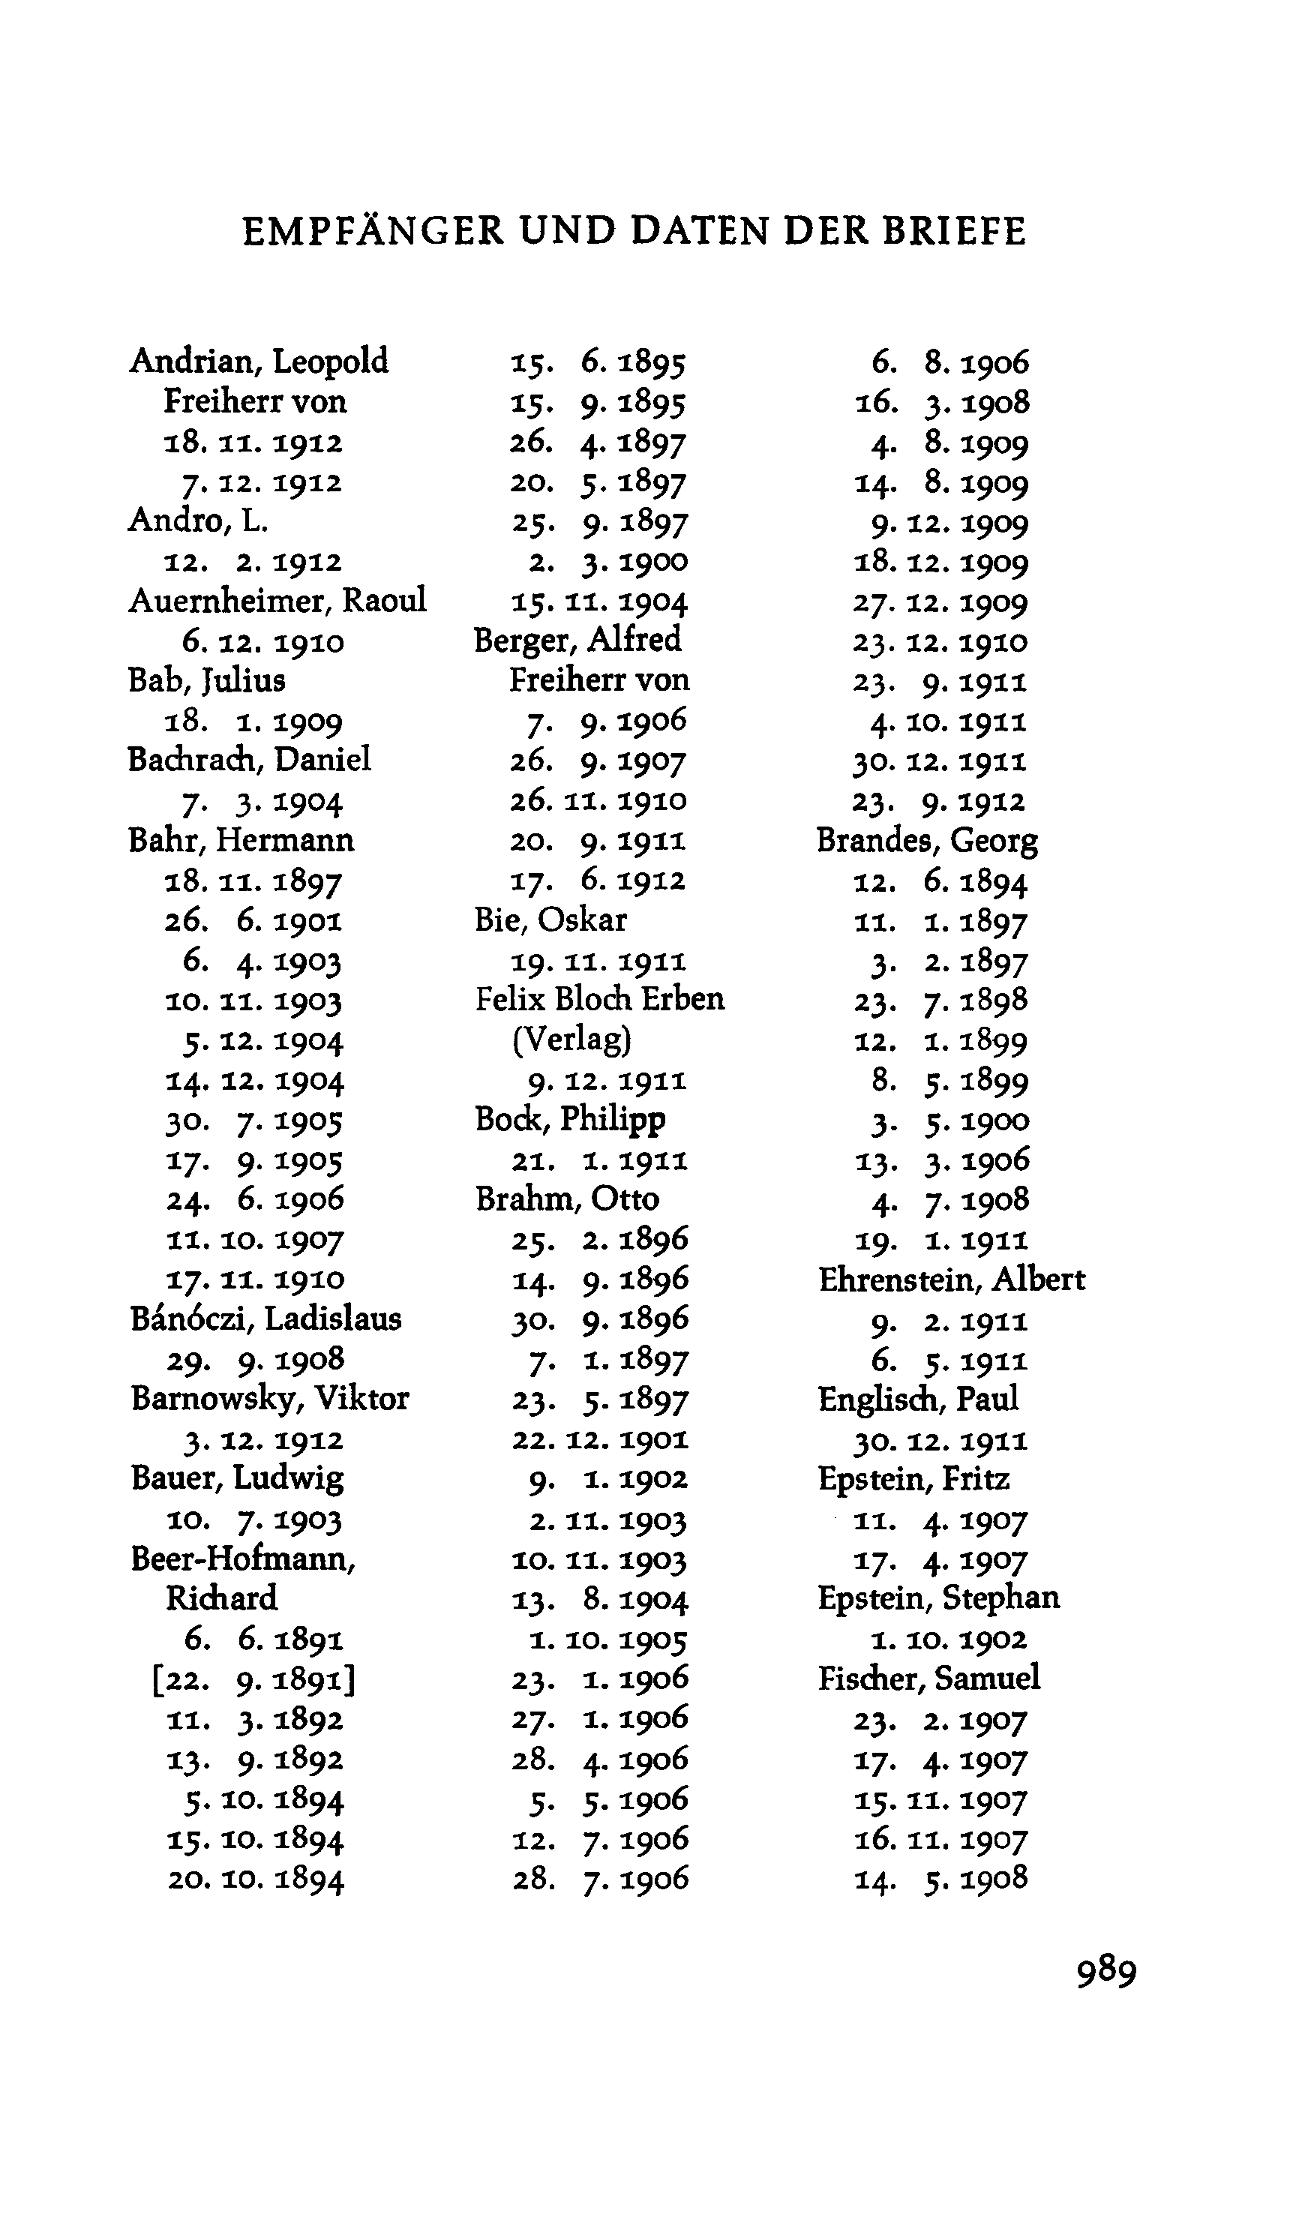 EMPFÄNGER UND DATEN DER BRIEFE
Andrian, Leopold
Freiherr von
18. 11. 1912
7. 12. 1912
Andro, L.
12. 2. 1912
Auernheimer, Raoul
6. 12. 1910
Bab, Julius
18. 1. 1909
Bachrach, Daniel
7. 3. 1904
Bahr, Hermann
18. 11. 1897
26. 6. 1901
6. 4. 1903
10. 11. 1903
5. 12. 1904
14. 12. 1904
30. 7. 1905
17. 9. 1905
24. 6. 1906
11. 10. 1907
17. 11. 1910
Bánóczi, Ladislaus
29. 9. 1908
Barnowsky, Viktor
3. 12. 1912
Bauer, Ludwig
10. 7. 1903
Beer-Hofmann,
Richard
6. 6. 1891
[22. 9. 1891]
11. 3. 1892
13. 9. 1892
5. 10. 1894
15. 10. 1894
20. 10. 1894
15. 6. 1895
15. 9. 1895
26. 4. 1897
20. 5. 1897
25. 9. 1897
2. 3. 1900
15. 11. 1904
Berger, Alfred
Freiherr von
7. 9. 1906
26. 9. 1907
26. 11. 1910
20. 9. 1911
17. 6. 1912
Bie, Oskar
19. 11. 1911
Felix Bloch Erben
(Verlag)
9. 12. 1911
Bock, Philipp
21. 1. 1911
Brahm, Otto
25. 2. 1896
14. 9. 1896
30. 9. 1896
7. 1. 1897
23. 5. 1897
22. 12. 1901
9. 1. 1902
2. 11. 1903
10. 11. 1903
13. 8. 1904
1. 10. 1905
23. 1. 1906
27. 1. 1906
28. 4. 1906
5. 5. 1906
12. 7. 1906
28. 7. 1906
6. 8. 1906
16. 3. 1908
4. 8. 1909
14. 8. 1909
9. 12. 1909
18. 12. 1909
27. 12. 1909
23. 12. 1910
23. 9. 1911
4. 10. 1911
30. 12. 1911
23. 9. 1912
Brandes, Georg
12. 6. 1894
11. 1. 1897
3. 2. 1897
23. 7. 1898
12. 1. 1899
8. 5. 1899
3. 5. 1900
13. 3. 1906
4. 7. 1908
19. 1. 1911
Ehrenstein, Albert
9. 2. 1911
6. 5. 1911
Englisch, Paul
30. 12. 1911
Epstein, Fritz
11. 4. 1907
17. 4. 1907
Epstein, Stephan
1. 10. 1902
Fischer, Samuel
23. 2. 1907
17. 4. 1907
15. 11. 1907
16. 11. 1907
14. 5. 1908
989